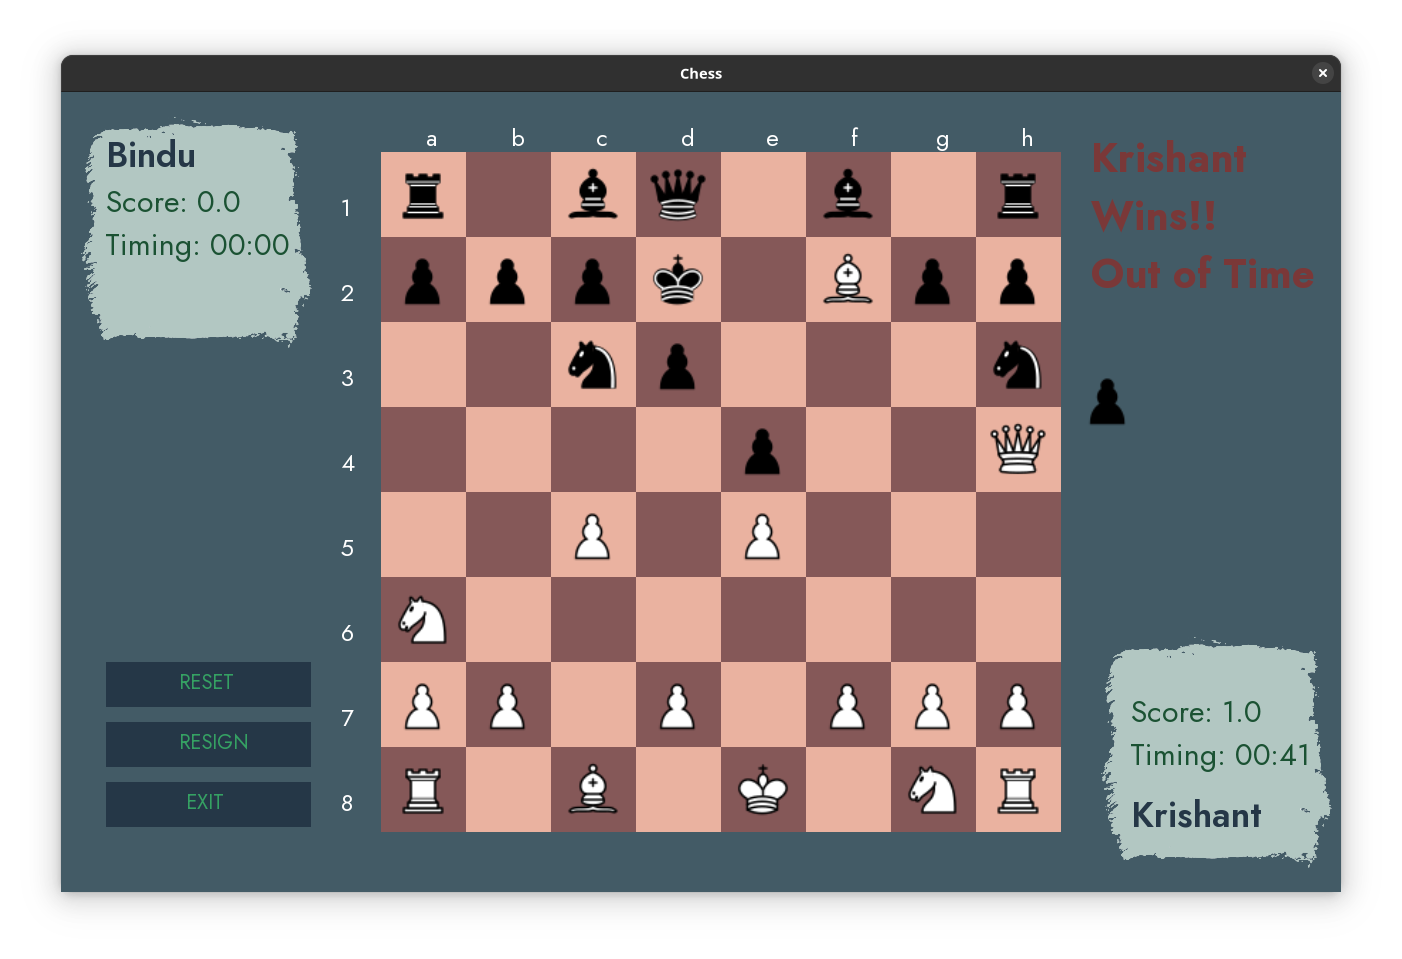 Chess
Bindu
Score: 0.0
Timing: 00:00
a b c d e f g h
1
2
3
4
5
6
7
8
Krishant
Wins!!
Out of Time
RESET
RESIGN
EXIT
Score: 1.0
Timing: 00:41
Krishant